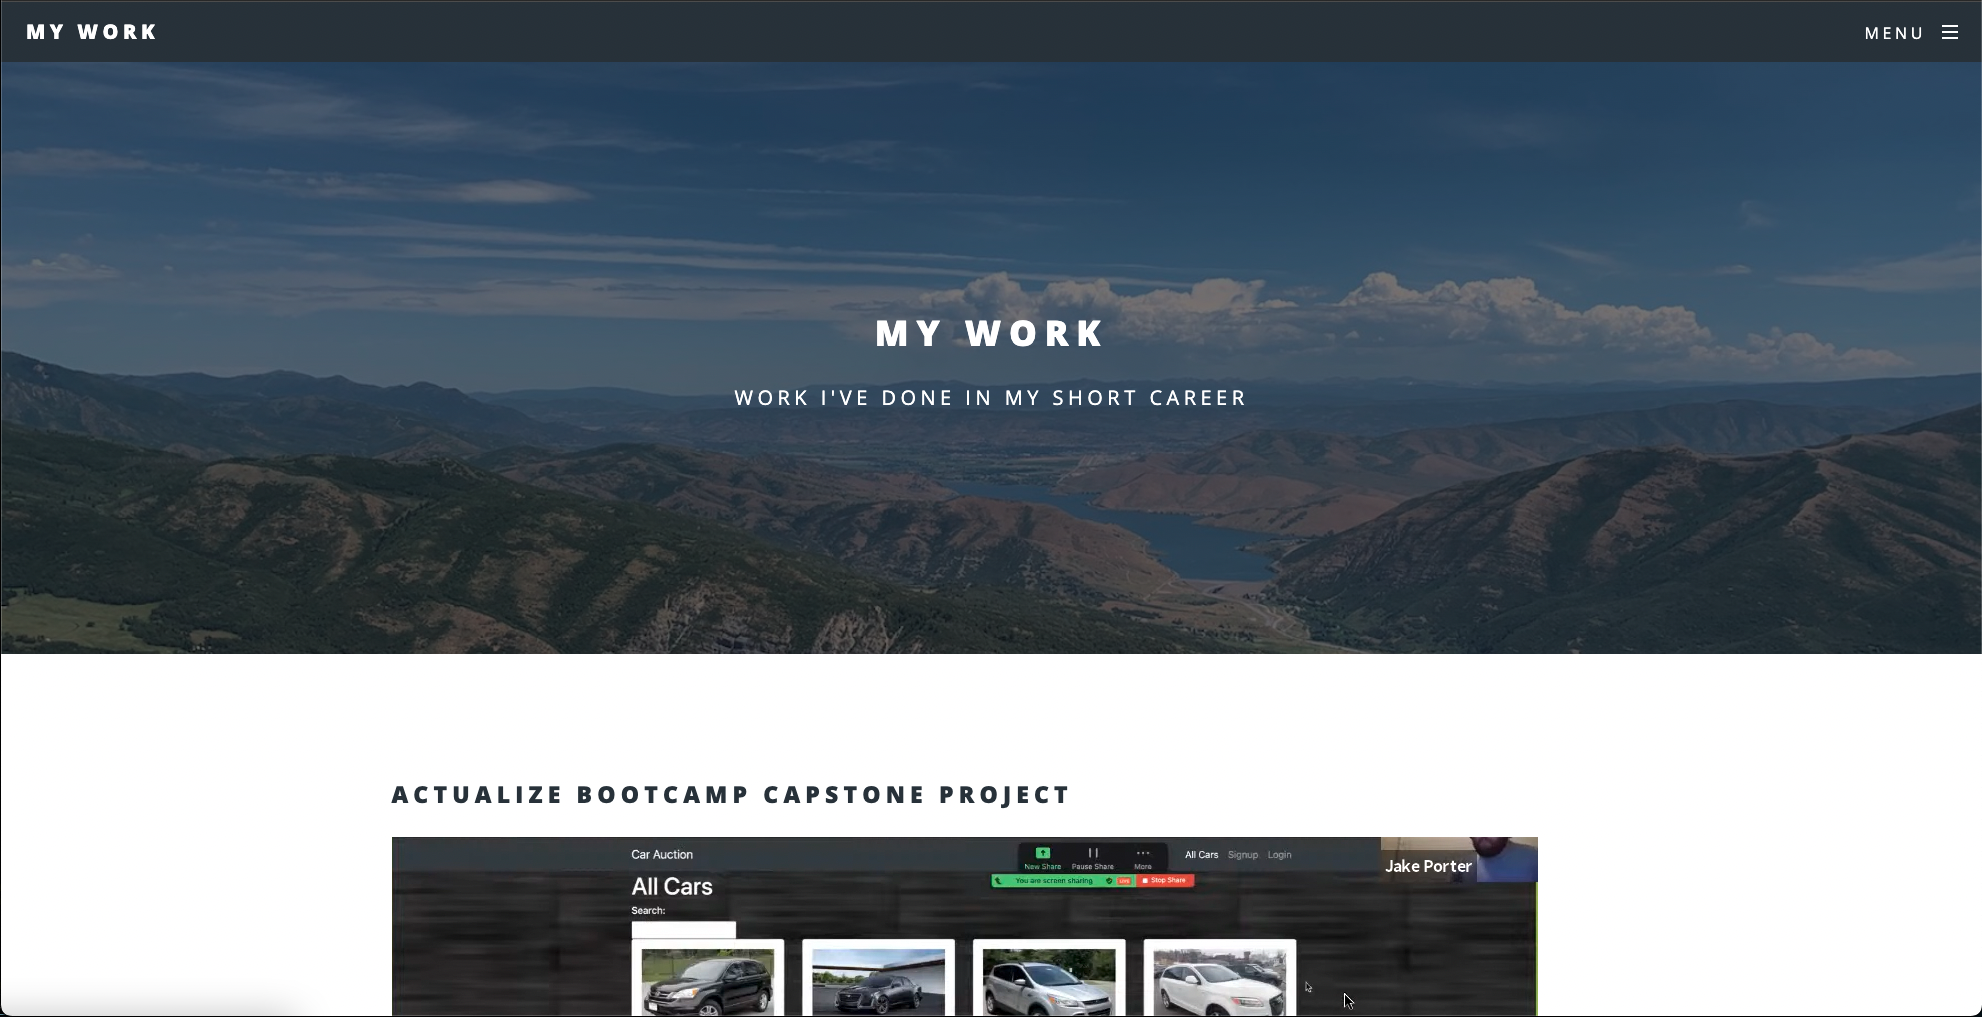 MY WORK
MENU
MY WORK
WORK I'VE DONE IN MY SHORT CAREER
ACTUALIZE BOOTCAMP CAPSTONE PROJECT
Car Auction
New Share Pause Share More
All Cars Signup Login
Jake Porter
You are screen sharing
Stop Share
All Cars
Search: